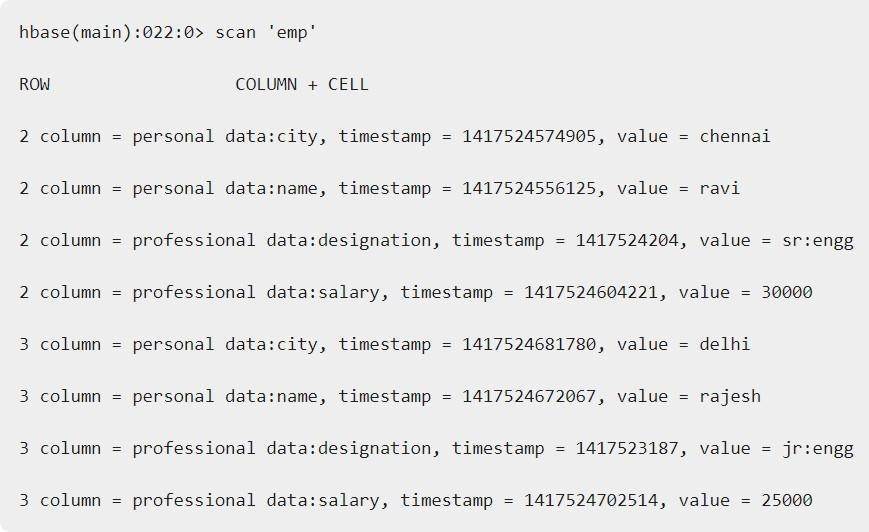 hbase(main):022:0> scan 'emp'
ROW COLUMN + CELL
2 column = personal data:city, timestamp = 1417524574905, value = chennai
2 column = personal data:name, timestamp = 1417524556125, value = ravi
2 column = professional data:designation, timestamp = 1417524204, value = sr:engg
2 column = professional data:salary, timestamp = 1417524604221, value = 30000
3 column = personal data:city, timestamp = 1417524681780, value = delhi
3 column = personal data:name, timestamp = 1417524672067, value = rajesh
3 column = professional data:designation, timestamp = 1417523187, value = jr:engg
3 column = professional data:salary, timestamp = 1417524702514, value = 25000